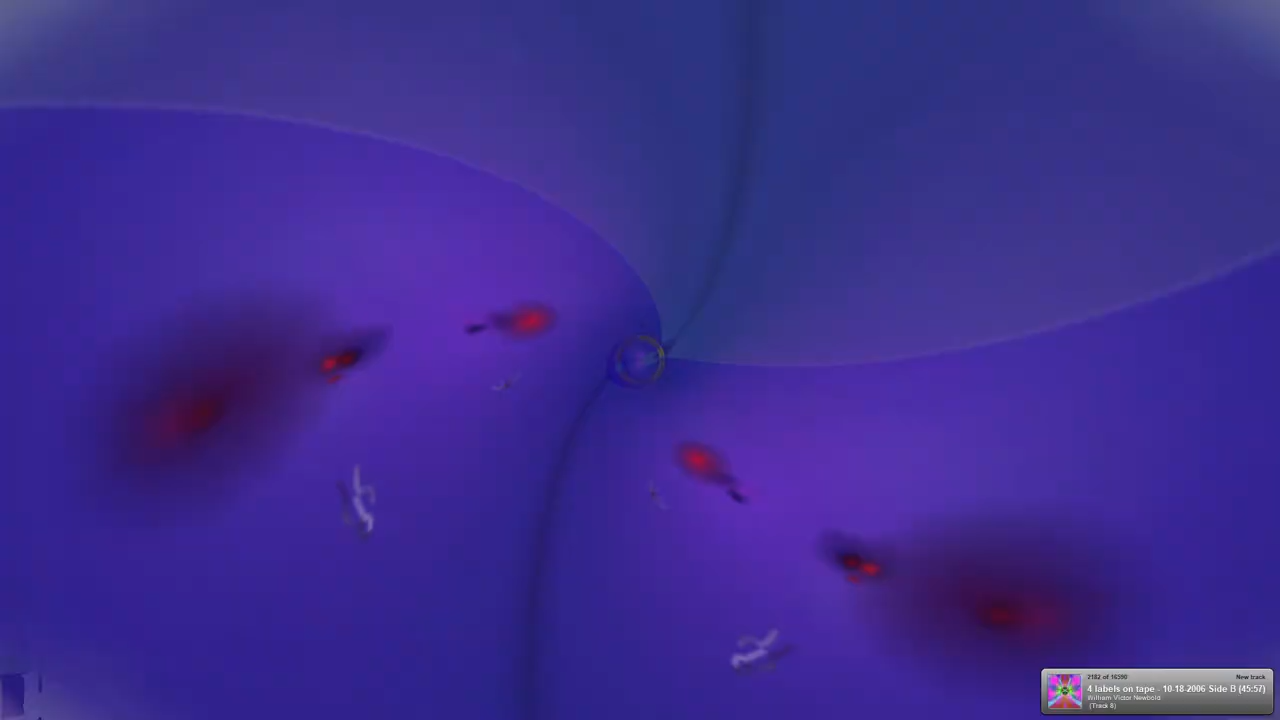 2182 of 16590 New track
4 labels on tape - 10-18-2006 Side B (45:57)
William Victor Newbold
(Track 8)